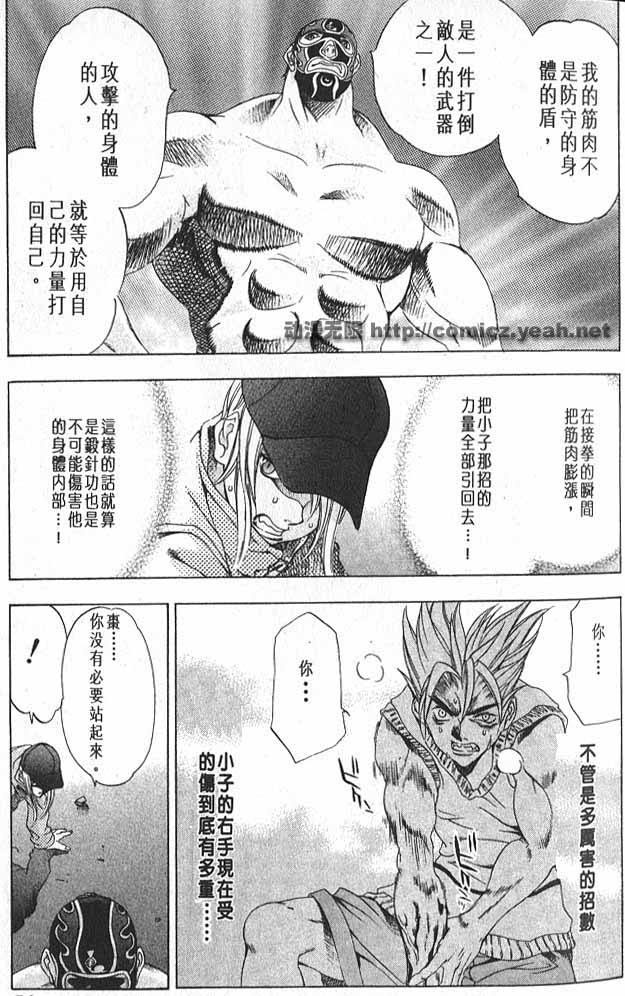 我的筋肉不
是防守的身
體的盾，
是一件打倒
敵人的武器
之一！
攻擊的身體
的人，
就等於用自
己的力量打
回自己。
动漫无限 http://comicz.yeah.net
在接拳的瞬間
把筋肉膨漲，
把小子那招的
力量全部引回去…！
這樣的話就算
是鍛針功也是
不可能傷害他
的身體内部…！
你……
不管是多厲害的招數
你…
小子的右手現在受
的傷到底有多重……
棗……
你没有必要站起來。
！